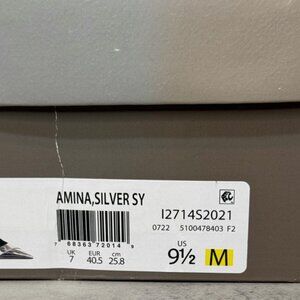 AMINA,SILVER SY
I2714S2021
0722 5100478403 F2
7 68363 72014 9
UK EUR cm
7 40.5 25.8
US
9½ M